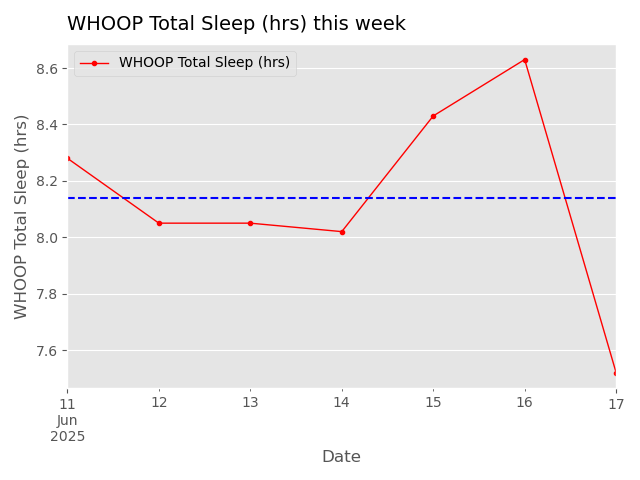 WHOOP Total Sleep (hrs) this week
WHOOP Total Sleep (hrs)
WHOOP Total Sleep (hrs)
8.6
8.4
8.2
8.0
7.8
7.6
11 12 13 14 15 16 17
Jun
2025
Date